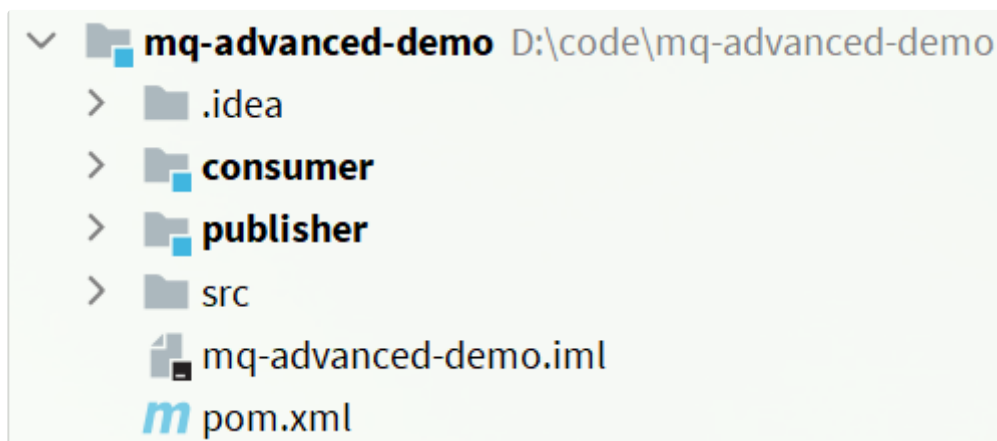 mq-advanced-demo D:\code\mq-advanced-demo
.idea
consumer
publisher
src
mq-advanced-demo.iml
m pom.xml